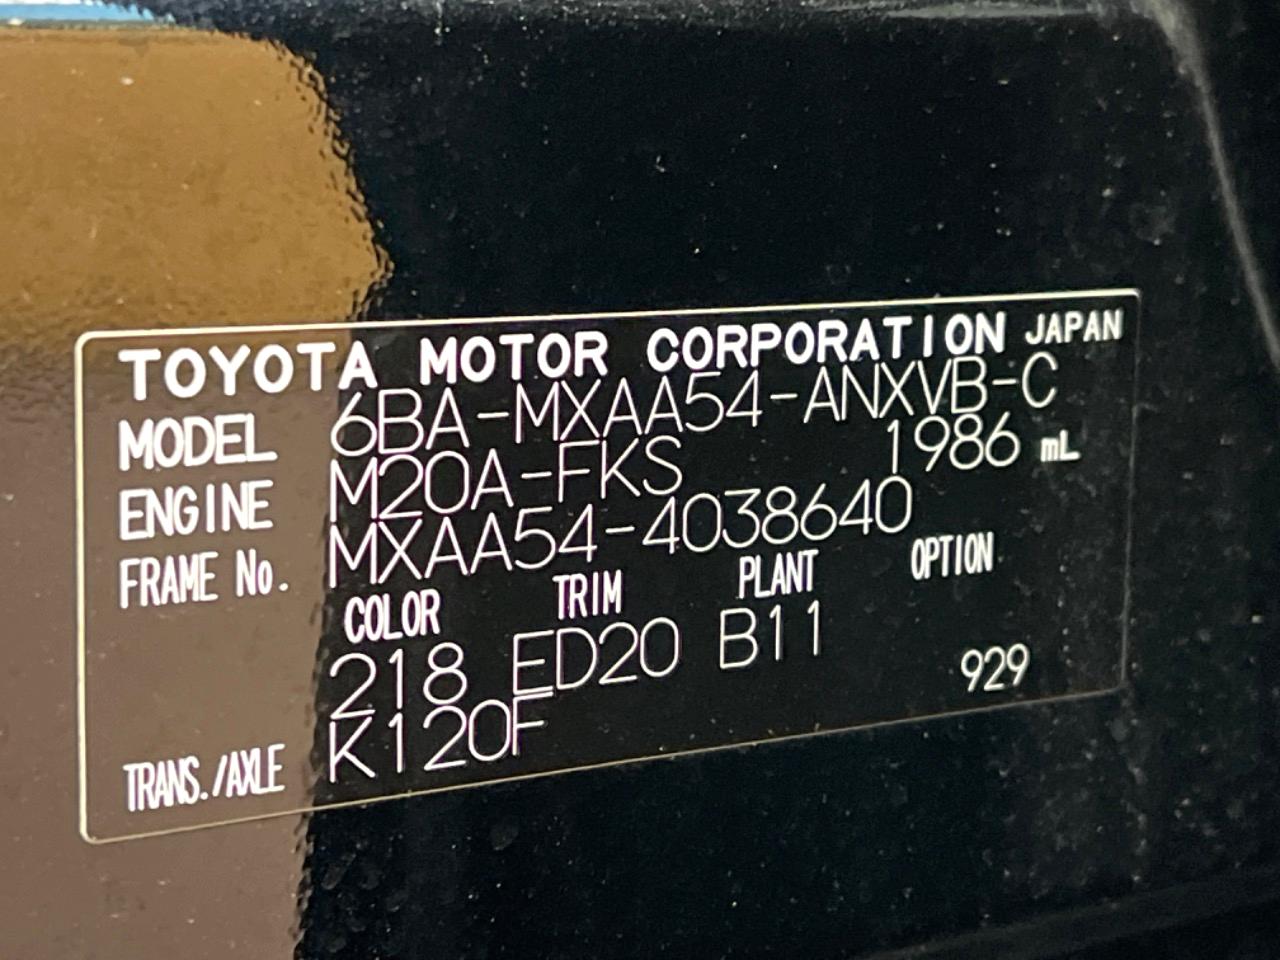 TOYOTA MOTOR CORPORATION JAPAN
MODEL 6BA-MXAA54-ANXVB-C
ENGINE M20A-FKS 1986 mL
FRAME No. MXAA54-4038640
COLOR TRIM PLANT OPTION
218 ED20 B11
TRANS./AXLE K120F 929